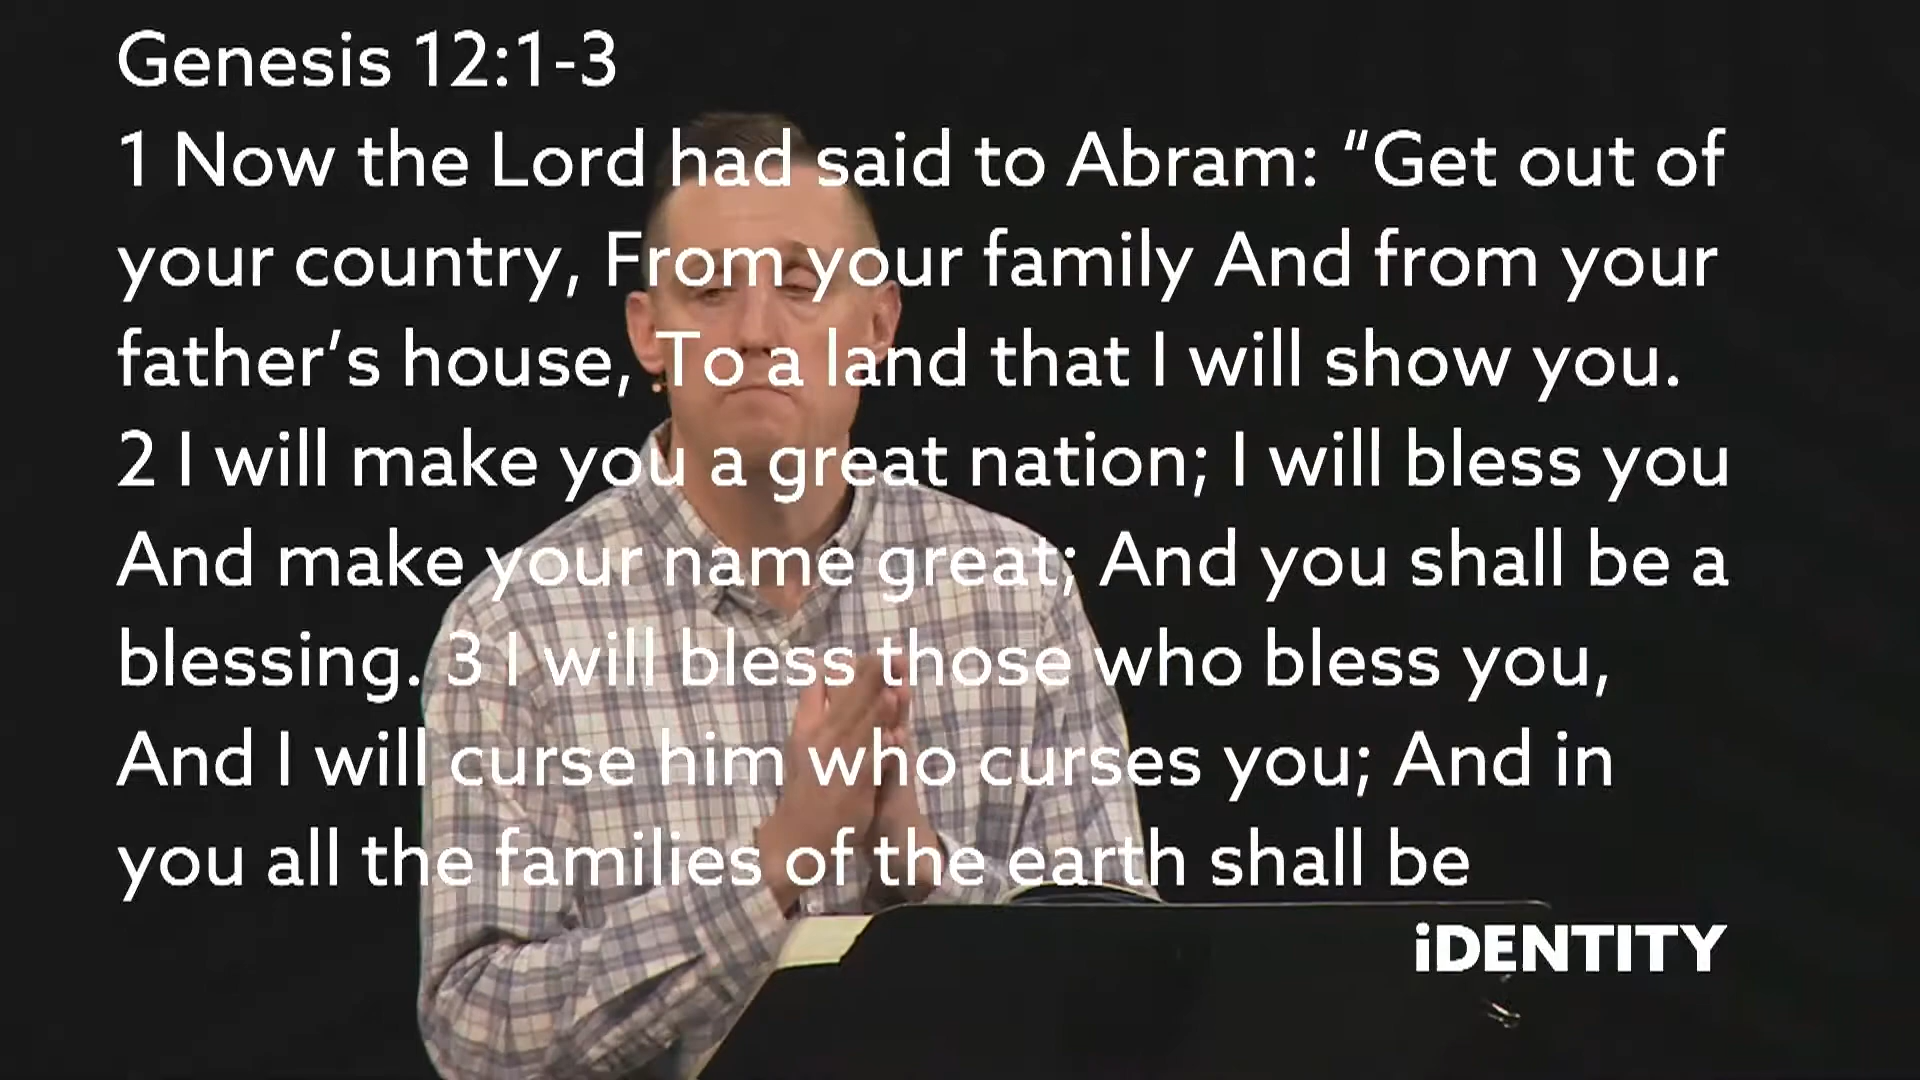 Genesis 12:1-3
1 Now the Lord had said to Abram: “Get out of
your country, From your family And from your
father’s house, To a land that I will show you.
2 I will make you a great nation; I will bless you
And make your name great; And you shall be a
blessing. 3 I will bless those who bless you,
And I will curse him who curses you; And in
you all the families of the earth shall be
iDENTITY